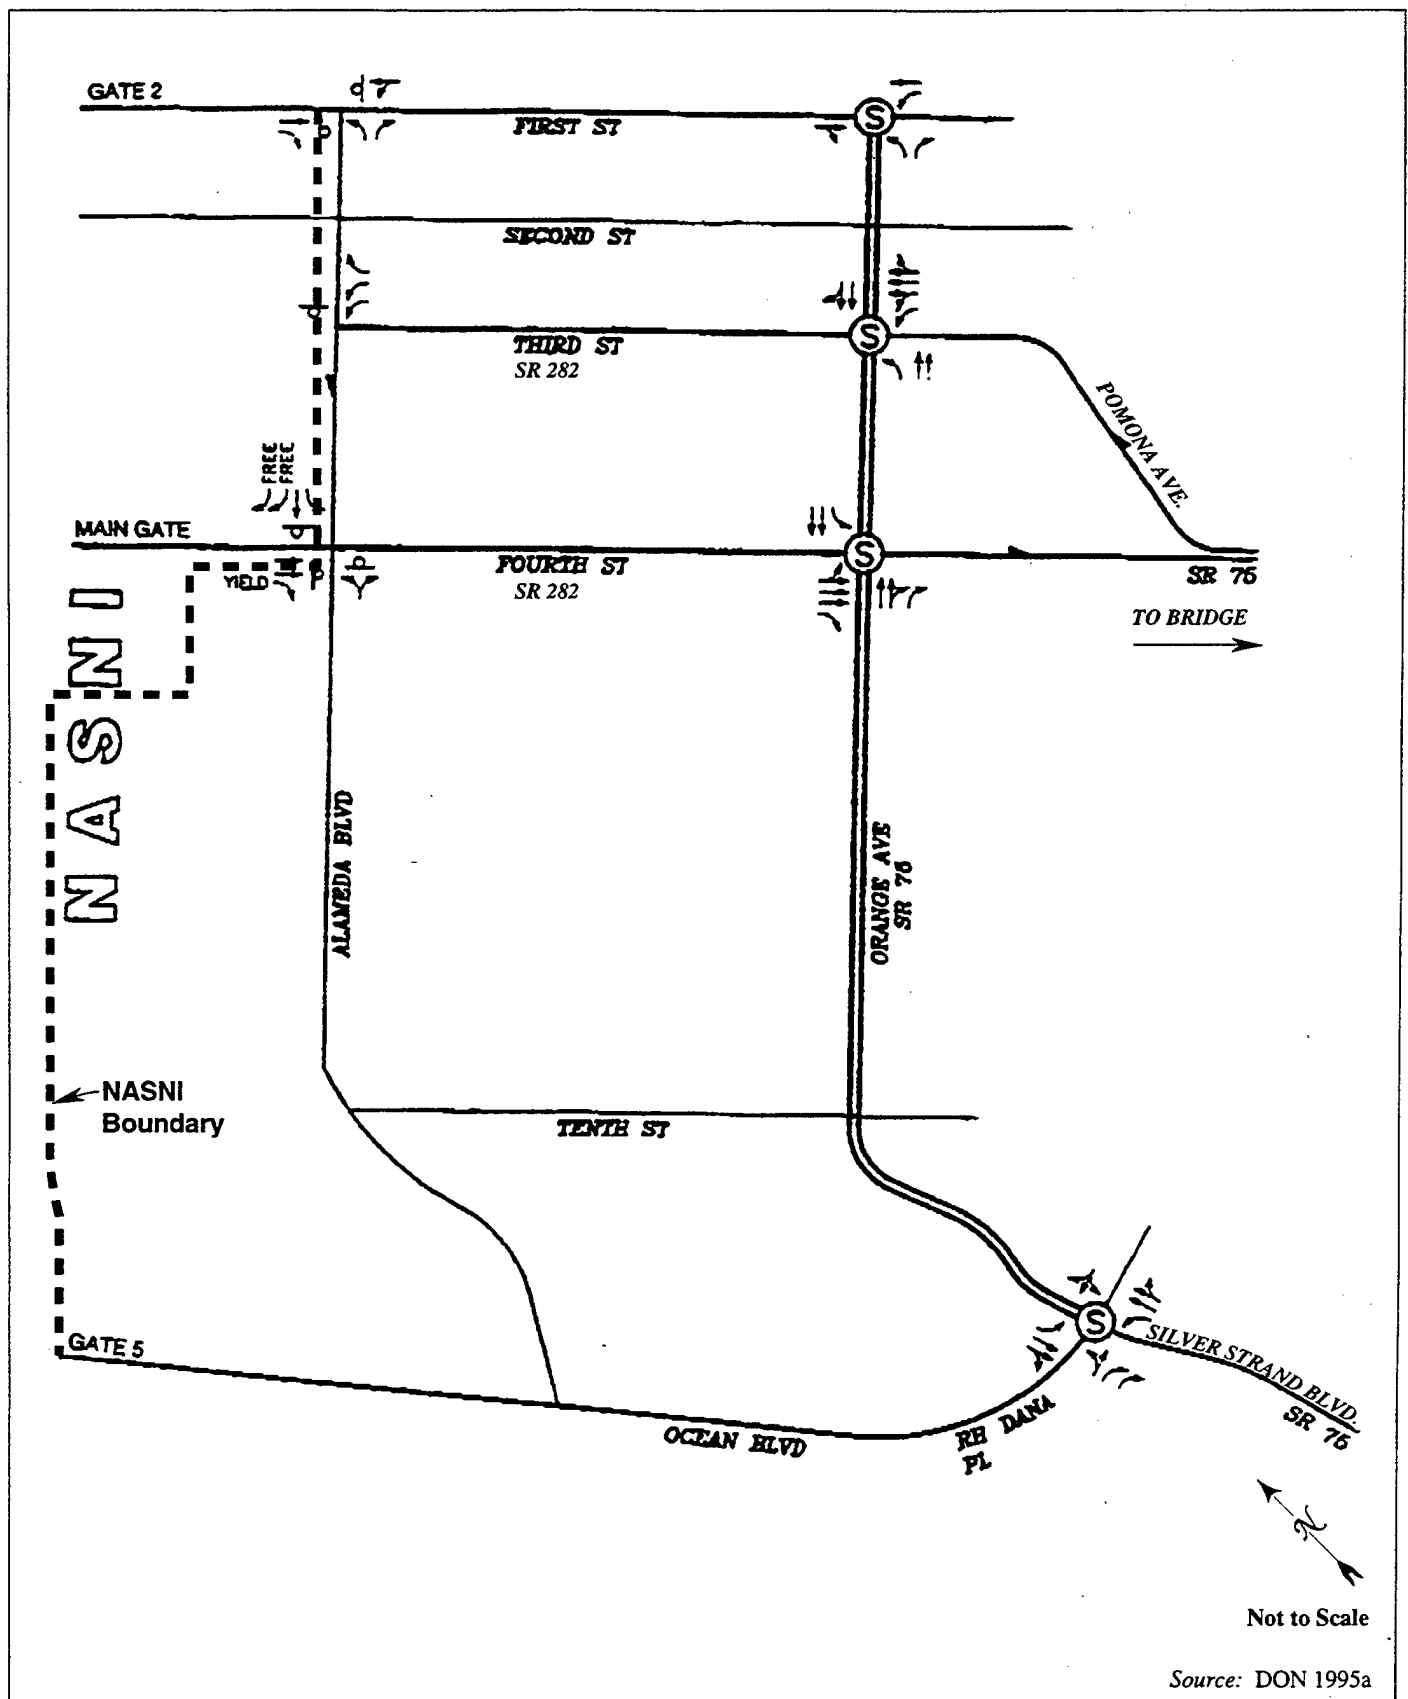 GATE 2
FIRST ST
S
SECOND ST
THIRD ST
SR 282
S
POMONA AVE.
FREE
FREE
MAIN GATE
YIELD
FOURTH ST
SR 282
S
SR 75
TO BRIDGE
NASNI
ALAMEDA BLVD
ORANGE AVE
SR 75
NASNI
Boundary
TENTH ST
GATE 5
S
SILVER STRAND BLVD.
SR 75
OCEAN BLVD
RH DANA
PL
N
Not to Scale
Source: DON 1995a